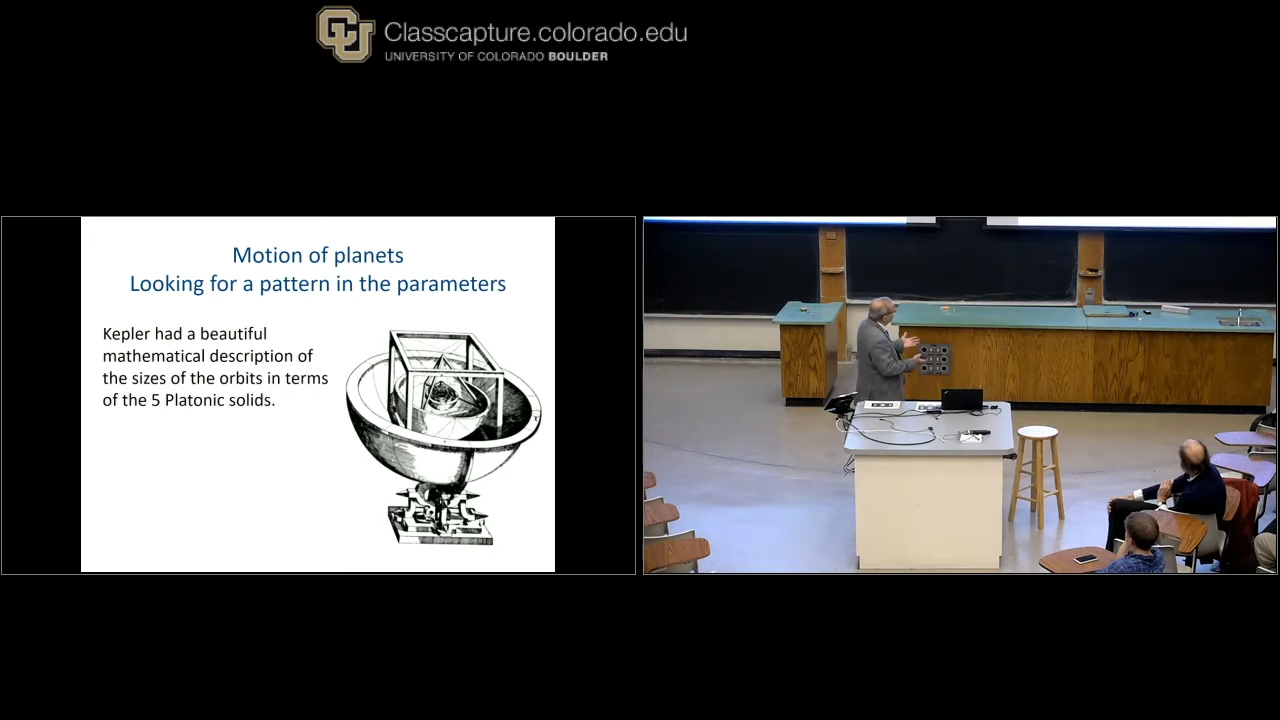 CU
Classcapture.colorado.edu
UNIVERSITY OF COLORADO BOULDER
Motion of planets
Looking for a pattern in the parameters
Kepler had a beautiful
mathematical description of
the sizes of the orbits in terms
of the 5 Platonic solids.